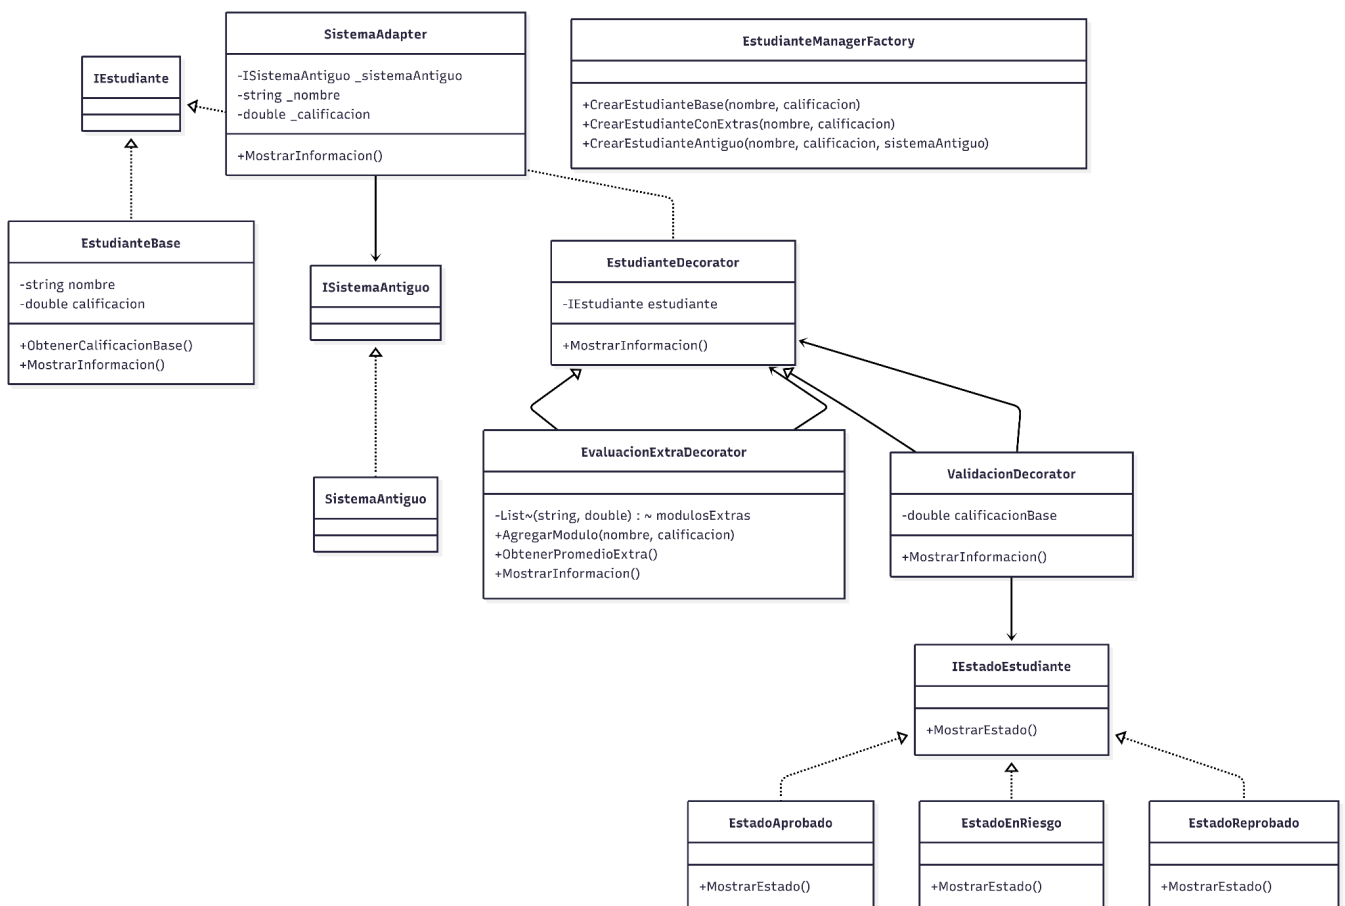 SistemaAdapter
-ISistemaAntiguo _sistemaAntiguo
-string _nombre
-double _calificacion
+MostrarInformacion()
EstudianteManagerFactory
+CrearEstudianteBase(nombre, calificacion)
+CrearEstudianteConExtras(nombre, calificacion)
+CrearEstudianteAntiguo(nombre, calificacion, sistemaAntiguo)
IEstudiante
EstudianteBase
-string nombre
-double calificacion
+ObtenerCalificacionBase()
+MostrarInformacion()
ISistemaAntiguo
EstudianteDecorator
-IEstudiante estudiante
+MostrarInformacion()
SistemaAntiguo
EvaluacionExtraDecorator
-List~(string, double) : ~ modulosExtras
+AgregarModulo(nombre, calificacion)
+ObtenerPromedioExtra()
+MostrarInformacion()
ValidacionDecorator
-double calificacionBase
+MostrarInformacion()
IEstadoEstudiante
+MostrarEstado()
EstadoAprobado
+MostrarEstado()
EstadoEnRiesgo
+MostrarEstado()
EstadoReprobado
+MostrarEstado()